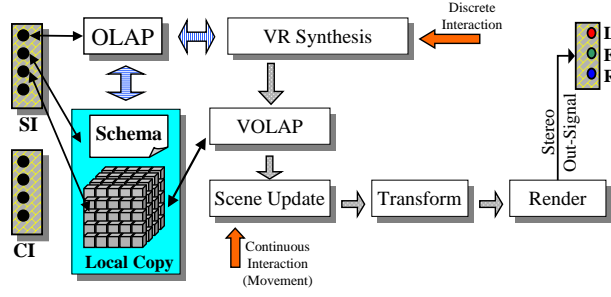 Discrete
Interaction
OLAP
VR Synthesis
L
R
SI
Schema
VOLAP
Stereo
Out-Signal
Scene Update
Transform
Render
CI
Local Copy
Continuous
Interaction
(Movement)